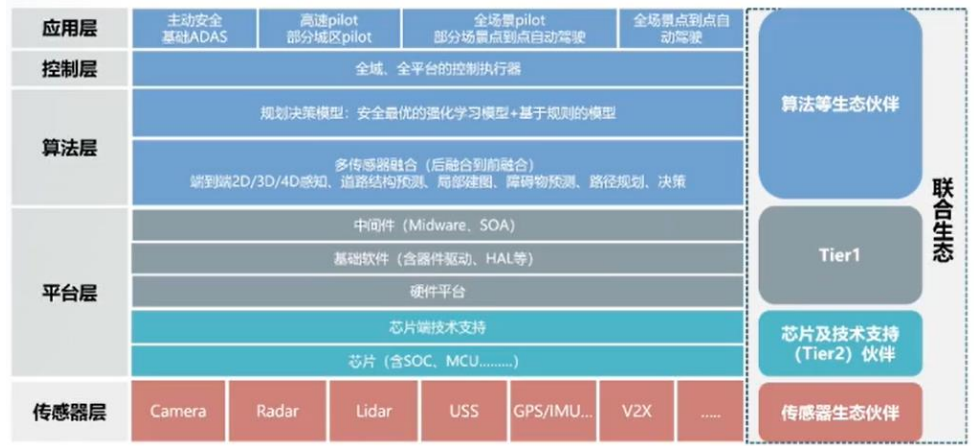 应用层
主动安全
基础ADAS
高速pilot
部分城区pilot
全场景pilot
部分场景点到点自动驾驶
全场景点到点自
动驾驶
控制层
全域、全平台的控制执行器
算法层
规划决策模型：安全最优的强化学习模型+基于规则的模型
多传感器融合（后融合到前融合）
端到端2D/3D/4D感知、道路结构预测、局部建图、障碍物预测、路径规划、决策
平台层
中间件（Midware、SOA）
基础软件（含器件驱动、HAL等）
硬件平台
芯片端技术支持
芯片（含SOC、MCU.........）
传感器层
Camera
Radar
Lidar
USS
GPS/IMU...
V2X
.....
算法等生态伙伴
Tier1
芯片及技术支持
（Tier2）伙伴
传感器生态伙伴
联合生态